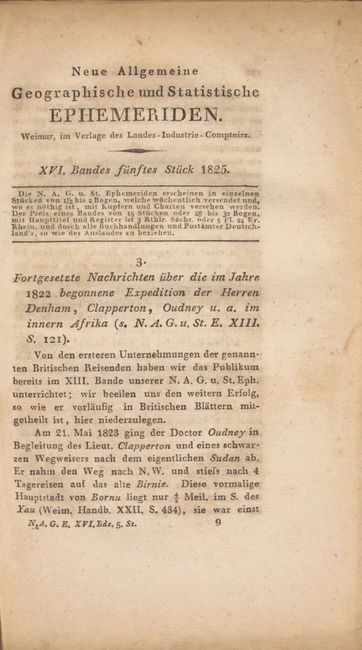 Neue Allgemeine
Geographische und Statistische
EPHEMERIDEN.
Weimar, im Verlage des Landes-Industrie-Comptoirs.
XVI. Bandes fünftes Stück 1825.
Die N. A. G. u. St. Ephemeriden erscheinen in einzelnen
Stücken von 1½ bis 2 Bogen, welche wöchentlich versendet und,
wo es nöthig ist, mit Kupfern und Charten versehen werden.
Der Preis eines Bandes von 15 Stücken oder 28 bis 30 Bogen,
mit Haupttitel und Register ist 3 Rthlr. Sächs. oder 5 Fl. 24 Kr.
Rhein. und durch alle Buchhandlungen und Postämter Deutsch-
land's, so wie des Auslandes zu beziehen.
3.
Fortgesetzte Nachrichten über die im Jahre
1822 begonnene Expedition der Herren
Denham, Clapperton, Oudney u. a. im
innern Afrika (s. N. A. G. u. St. E. XIII.
S. 121).
Von den ersteren Unternehmungen der genann-
ten Britischen Reisenden haben wir das Publikum
bereits im XIII. Bande unserer N. A. G. u. St. Eph.
unterrichtet; wir beeilen uns den weitern Erfolg,
so wie er vorläufig in Britischen Blättern mit-
getheilt ist, hier niederzulegen.
Am 21. Mai 1823 ging der Doctor Oudney in
Begleitung des Lieut. Clapperton und eines schwar-
zen Wegweisers nach dem eigentlichen Sudan ab.
Er nahm den Weg nach N.W. und stiefs nach 4
Tagereisen auf das alte Birnie. Diese vormalige
Hauptstadt von Bornu liegt nur Meil. im S. des
Yau (Weim. Handb. XXII. S. 434), sie war einst
N. A. G. E. XVI. Bds. 5. St. 9